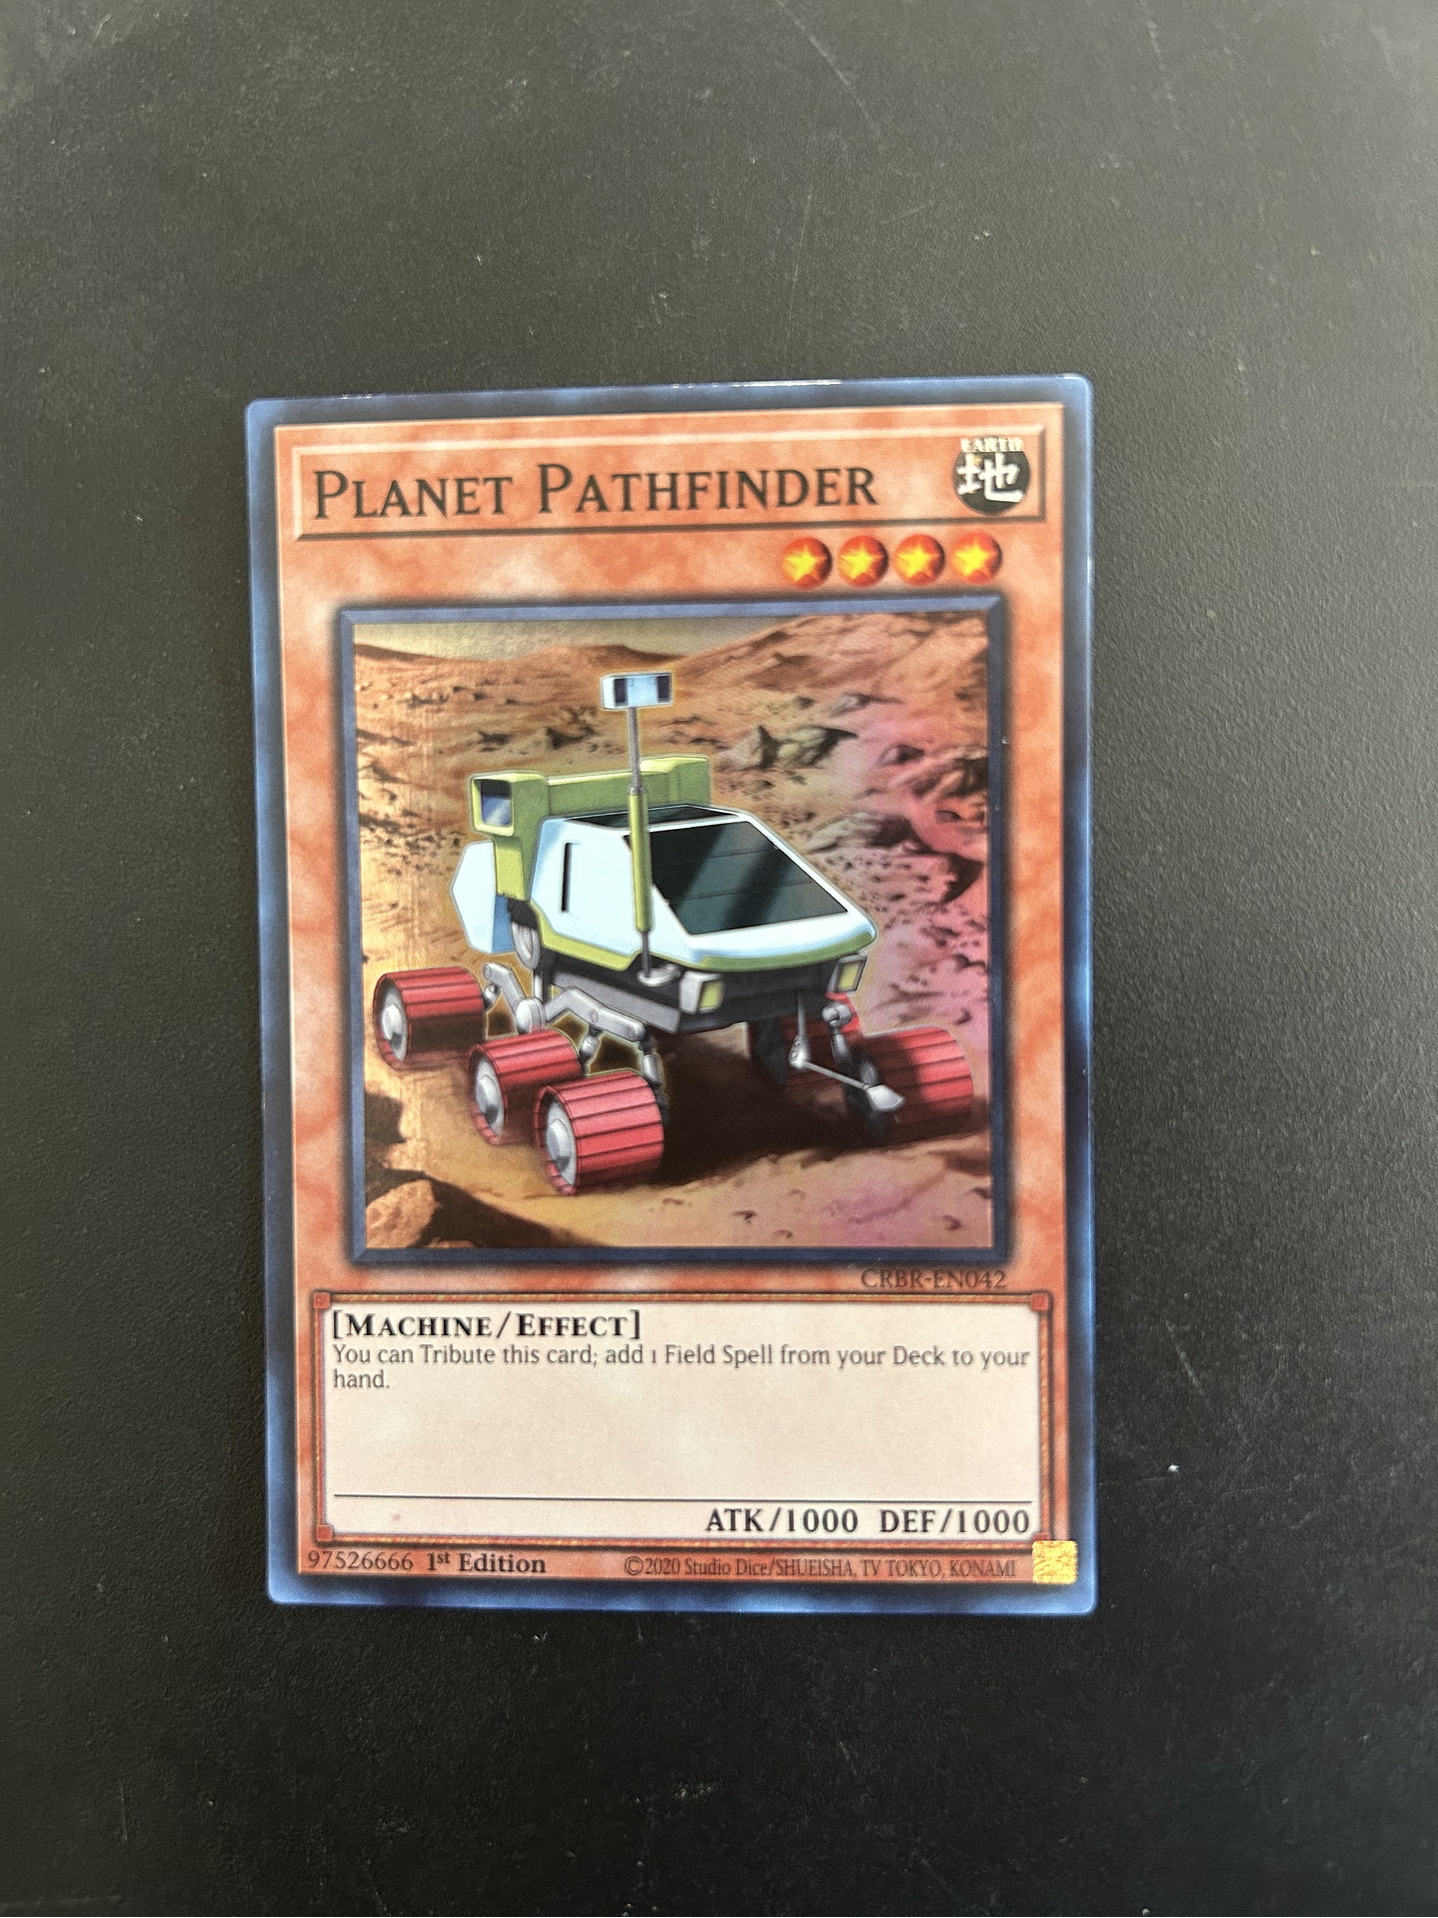 PLANET PATHFINDER
EARTH
地
CRBR-EN042
[MACHINE/EFFECT]
You can Tribute this card; add 1 Field Spell from your Deck to your
hand.
ATK/1000 DEF/1000
97526666 1st Edition ©2020 Studio Dice/SHUEISHA, TV TOKYO, KONAMI